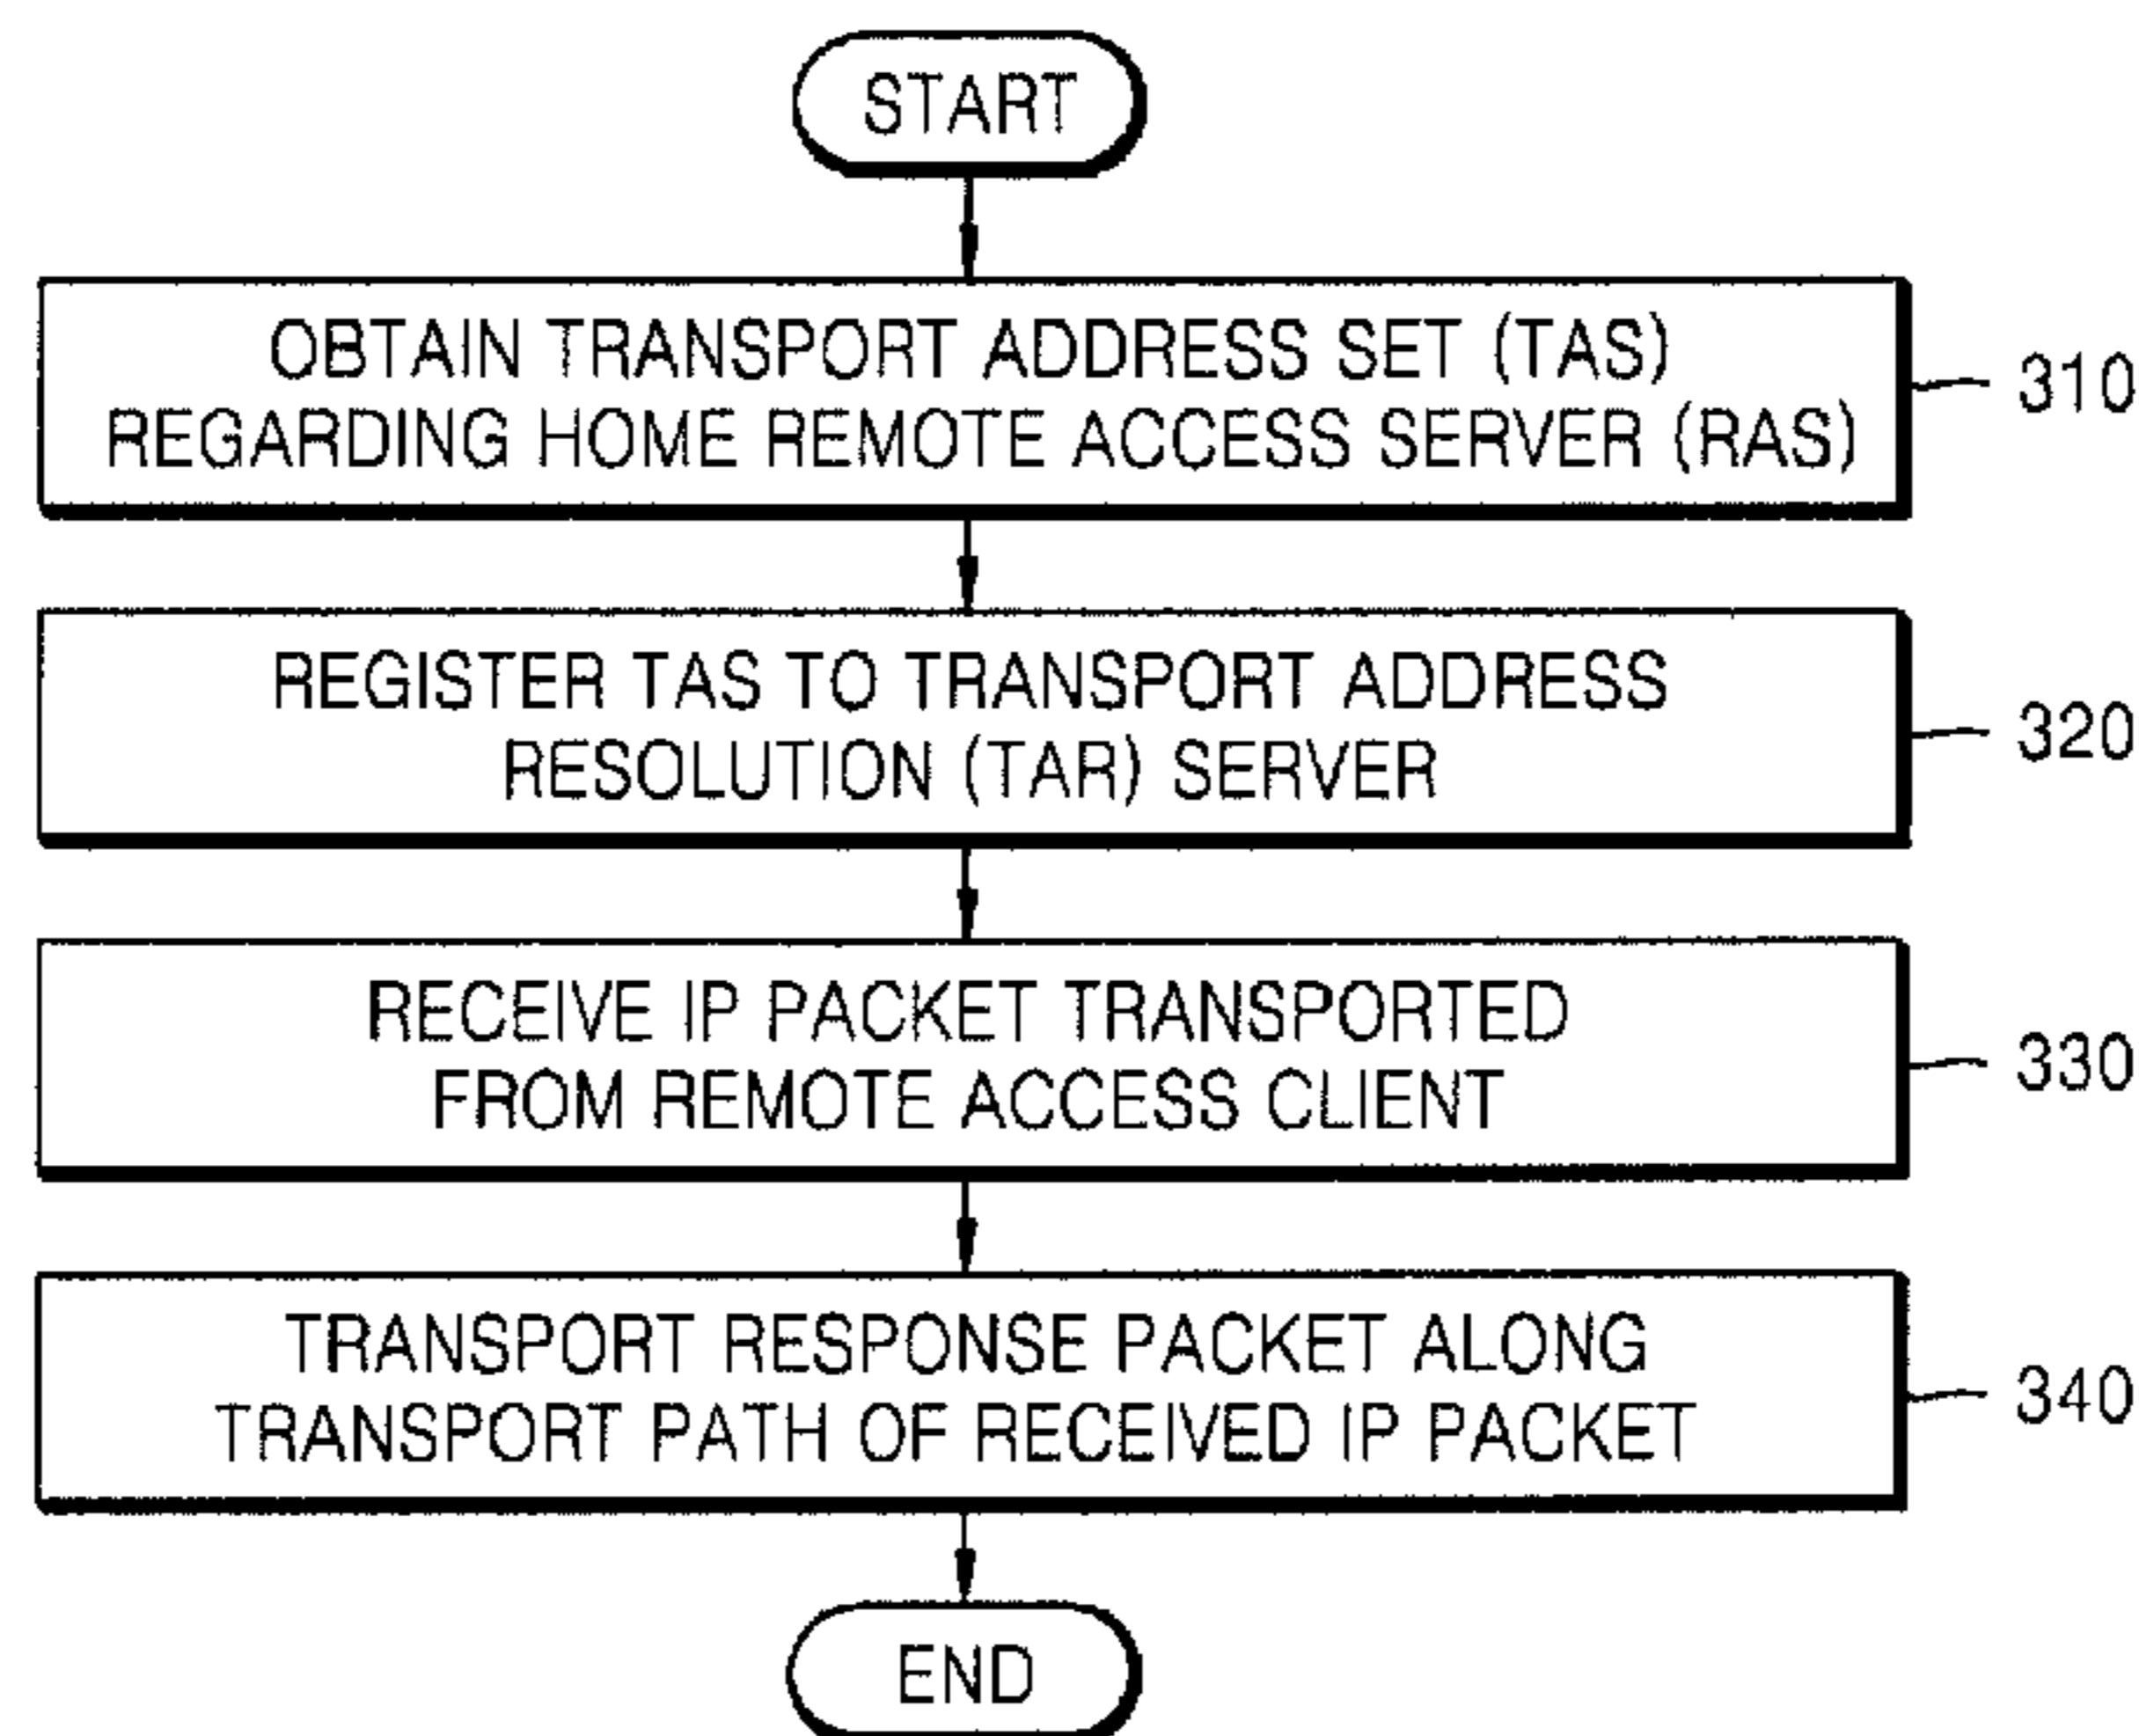 START
OBTAIN TRANSPORT ADDRESS SET (TAS)
REGARDING HOME REMOTE ACCESS SERVER (RAS)
310
REGISTER TAS TO TRANSPORT ADDRESS
RESOLUTION (TAR) SERVER
320
RECEIVE IP PACKET TRANSPORTED
FROM REMOTE ACCESS CLIENT
330
TRANSPORT RESPONSE PACKET ALONG
TRANSPORT PATH OF RECEIVED IP PACKET
340
END